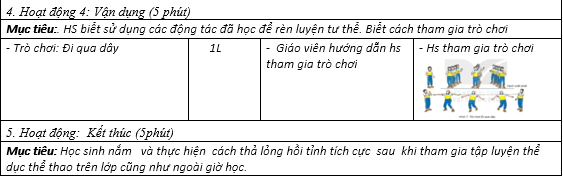 4. Hoạt động 4: Vận dụng (5 phút)
Mục tiêu:. HS biết sử dụng các động tác đã học để rèn luyện tư thế. Biết cách tham gia trò chơi
- Trò chơi: Đi qua dây
1L
- Giáo viên hướng dẫn hs
tham gia trò chơi
- Hs tham gia trò chơi
5. Hoạt động: Kết thúc (5phút)
Mục tiêu: Học sinh nắm và thực hiện cách thả lỏng hồi tỉnh tích cực sau khi tham gia tập luyện thể
dục thể thao trên lớp cũng như ngoài giờ học.